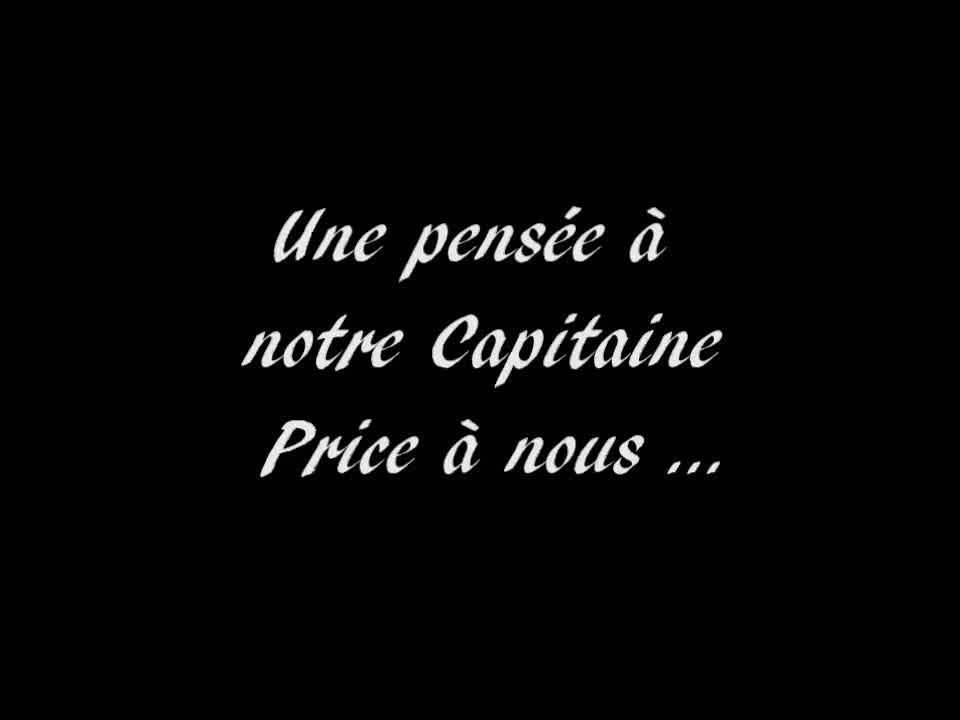 Une pensée à
notre Capitaine
Price à nous ...